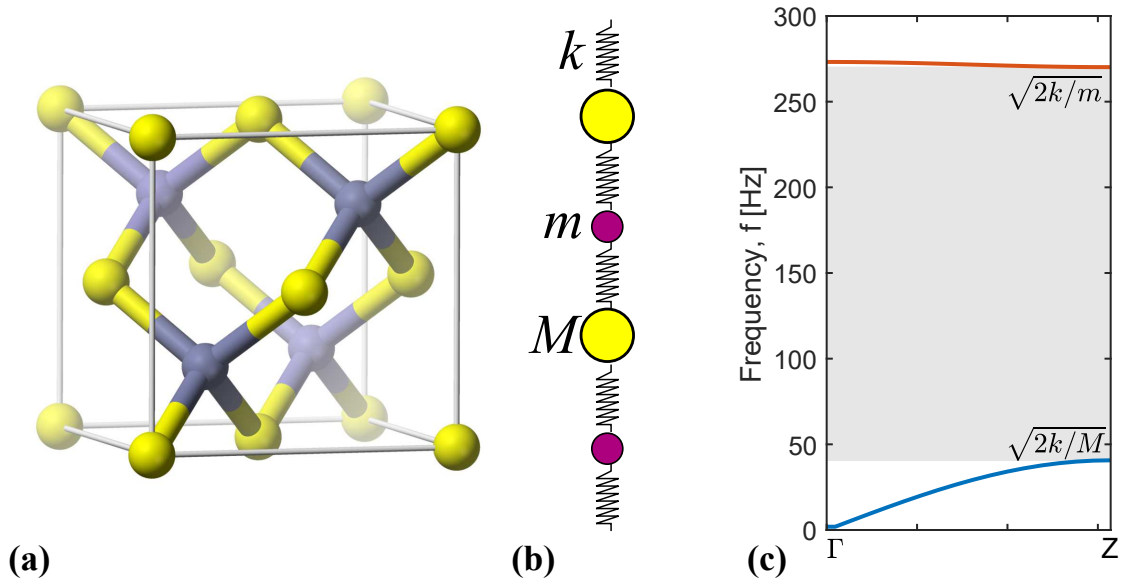 k
m
M
300
250
200
150
100
50
0
Frequency, f [Hz]
√2k/m
√2k/M
Γ
Z
(a)
(b)
(c)